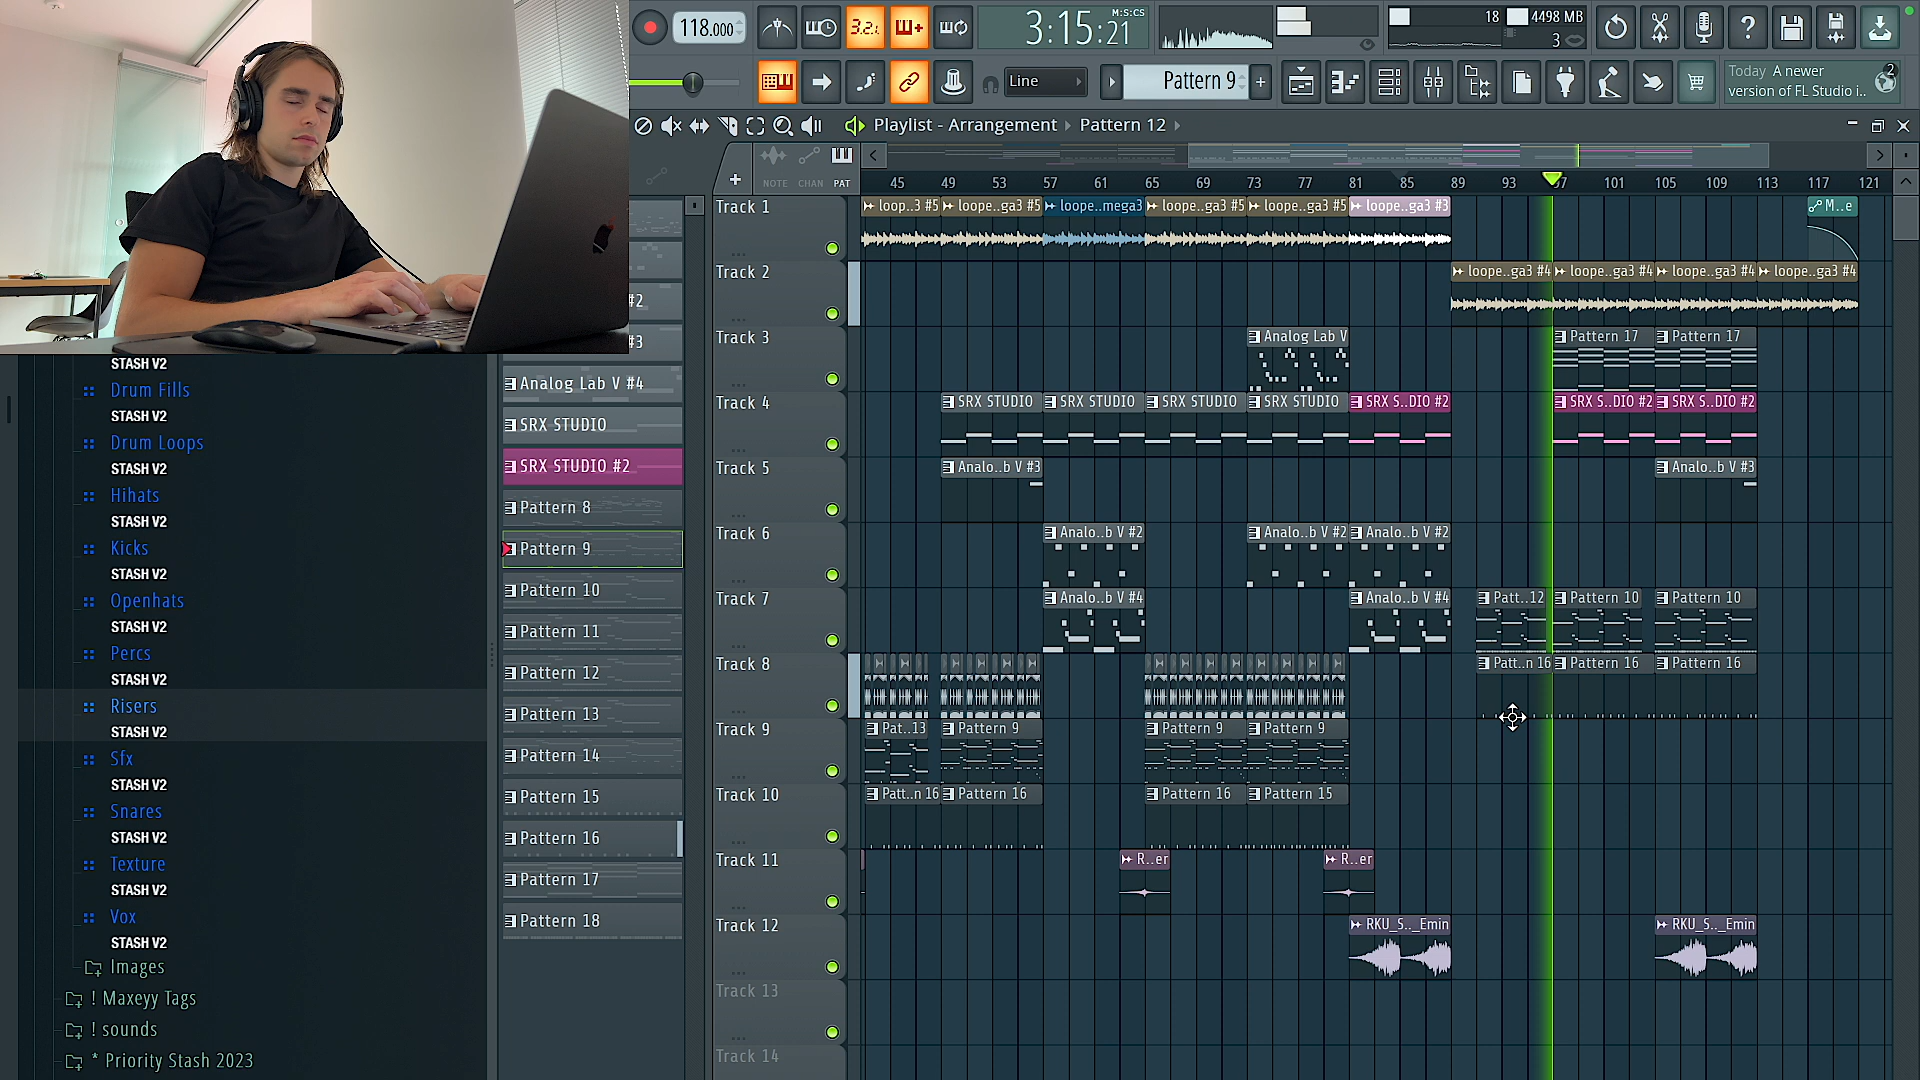 118.000
3:15:21
M:S:CS
18
4498 MB
3
Line
Pattern 9
Today A newer
version of FL Studio i..
2
Playlist - Arrangement
Pattern 12
NOTE
CHAN
PAT
45
49
53
57
61
65
69
73
77
81
85
89
93
97
101
105
109
113
117
121
STASH V2
Drum Fills
STASH V2
Drum Loops
STASH V2
Hihats
STASH V2
Kicks
STASH V2
Openhats
STASH V2
Percs
STASH V2
Risers
STASH V2
Sfx
STASH V2
Snares
STASH V2
Texture
STASH V2
Vox
STASH V2
Images
! Maxeyy Tags
! sounds
* Priority Stash 2023
#2
#3
Analog Lab V #4
SRX STUDIO
SRX STUDIO #2
Pattern 8
Pattern 9
Pattern 10
Pattern 11
Pattern 12
Pattern 13
Pattern 14
Pattern 15
Pattern 16
Pattern 17
Pattern 18
Track 1
loop..3 #5
loope..ga3 #5
loope..mega3
loope..ga3 #5
loope..ga3 #5
loope..ga3 #3
M..e
Track 2
loope..ga3 #4
loope..ga3 #4
loope..ga3 #4
loope..ga3 #4
Track 3
Analog Lab V
Pattern 17
Pattern 17
Track 4
SRX STUDIO
SRX STUDIO
SRX STUDIO
SRX STUDIO
SRX S..DIO #2
SRX S..DIO #2
SRX S..DIO #2
Track 5
Analo..b V #3
Analo..b V #3
Track 6
Analo..b V #2
Analo..b V #2
Analo..b V #2
Track 7
Analo..b V #4
Analo..b V #4
Patt..12
Pattern 10
Pattern 10
Track 8
Patt..n 16
Pattern 16
Pattern 16
Track 9
Pat..13
Pattern 9
Pattern 9
Pattern 9
Track 10
Patt..n 16
Pattern 16
Pattern 16
Pattern 15
Track 11
R..er
R..er
Track 12
RKU_S.._Emin
RKU_S.._Emin
Track 13
Track 14